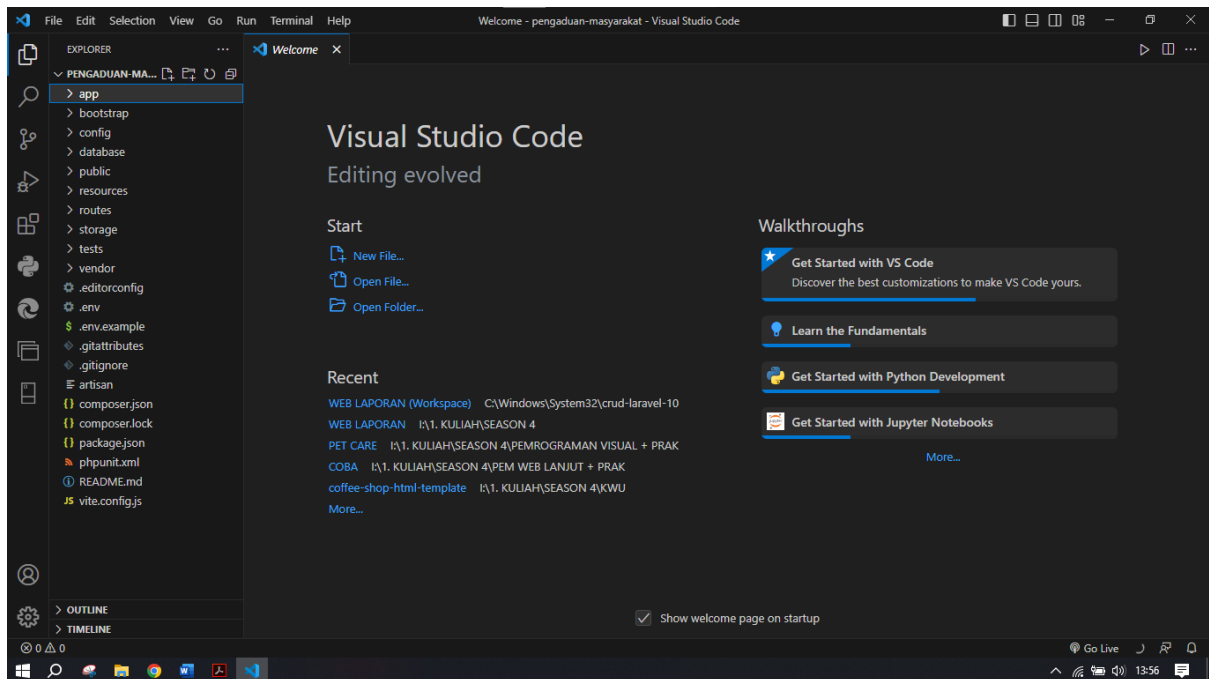 File Edit Selection View Go Run Terminal Help Welcome - pengaduan-masyarakat - Visual Studio Code
EXPLORER
Welcome
PENGADUAN-MA...
app
bootstrap
config
database
public
resources
routes
storage
tests
vendor
.editorconfig
.env
$ .env.example
.gitattributes
.gitignore
artisan
{} composer.json
{} composer.lock
{} package.json
phpunit.xml
README.md
JS vite.config.js
OUTLINE
TIMELINE
Visual Studio Code
Editing evolved
Start
New File...
Open File...
Open Folder...
Recent
WEB LAPORAN (Workspace) C:\Windows\System32\crud-laravel-10
WEB LAPORAN I:\1. KULIAH\SEASON 4
PET CARE I:\1. KULIAH\SEASON 4\PEMROGRAMAN VISUAL + PRAK
COBA I:\1. KULIAH\SEASON 4\PEM WEB LANJUT + PRAK
coffee-shop-html-template I:\1. KULIAH\SEASON 4\KWU
More...
Walkthroughs
Get Started with VS Code
Discover the best customizations to make VS Code yours.
Learn the Fundamentals
Get Started with Python Development
Get Started with Jupyter Notebooks
More...
Show welcome page on startup
0 0 Go Live
13:56